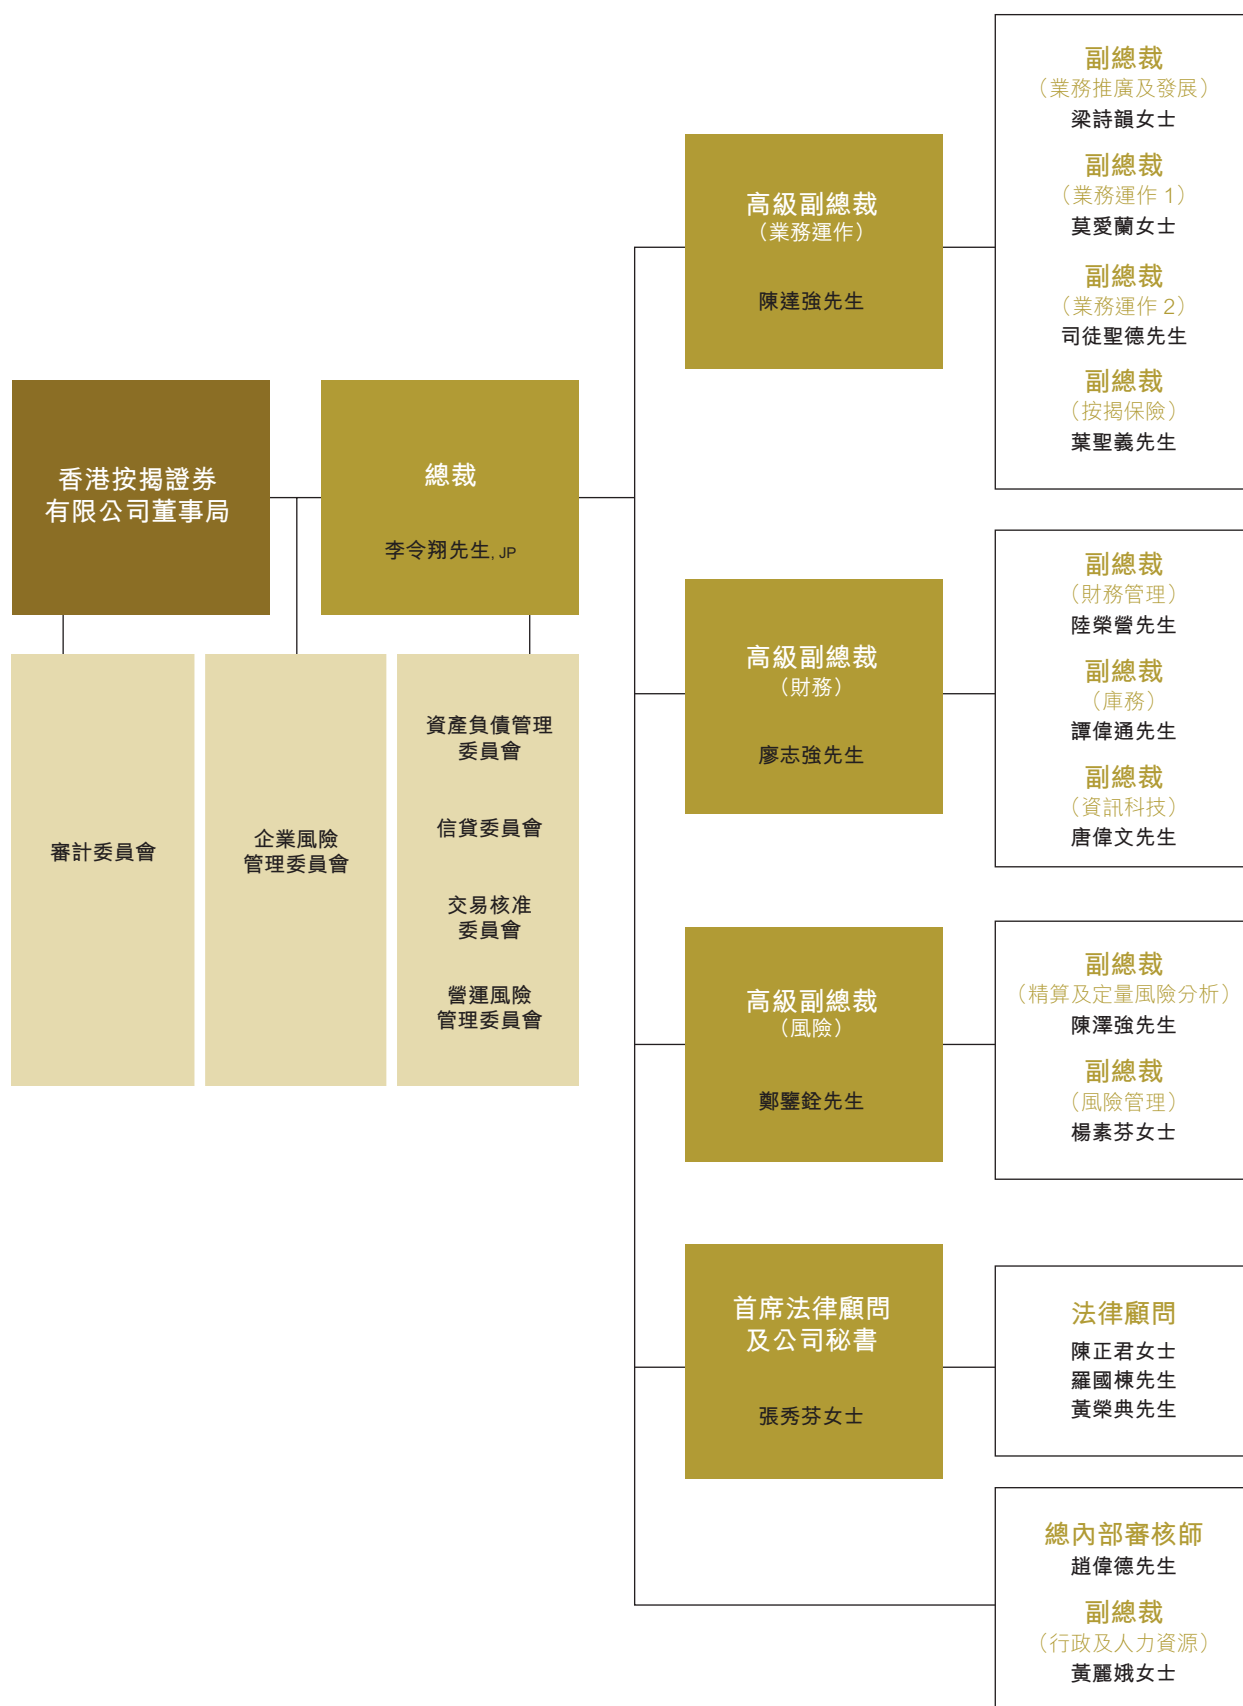 香港按揭證券
有限公司董事局
總裁
李令翔先生, JP
審計委員會
企業風險
管理委員會
資產負債管理
委員會
信貸委員會
交易核准
委員會
營運風險
管理委員會
高級副總裁
（業務運作）
陳達強先生
副總裁
（業務推廣及發展）
梁詩韻女士
副總裁
（業務運作 1）
莫愛蘭女士
副總裁
（業務運作 2）
司徒聖德先生
副總裁
（按揭保險）
葉聖義先生
高級副總裁
（財務）
廖志強先生
副總裁
（財務管理）
陸榮營先生
副總裁
（庫務）
譚偉通先生
副總裁
（資訊科技）
唐偉文先生
高級副總裁
（風險）
鄭鑒銓先生
副總裁
（精算及定量風險分析）
陳澤強先生
副總裁
（風險管理）
楊素芬女士
首席法律顧問
及公司秘書
張秀芬女士
法律顧問
陳正君女士
羅國棟先生
黃榮典先生
總內部審核師
趙偉德先生
副總裁
（行政及人力資源）
黃麗娥女士